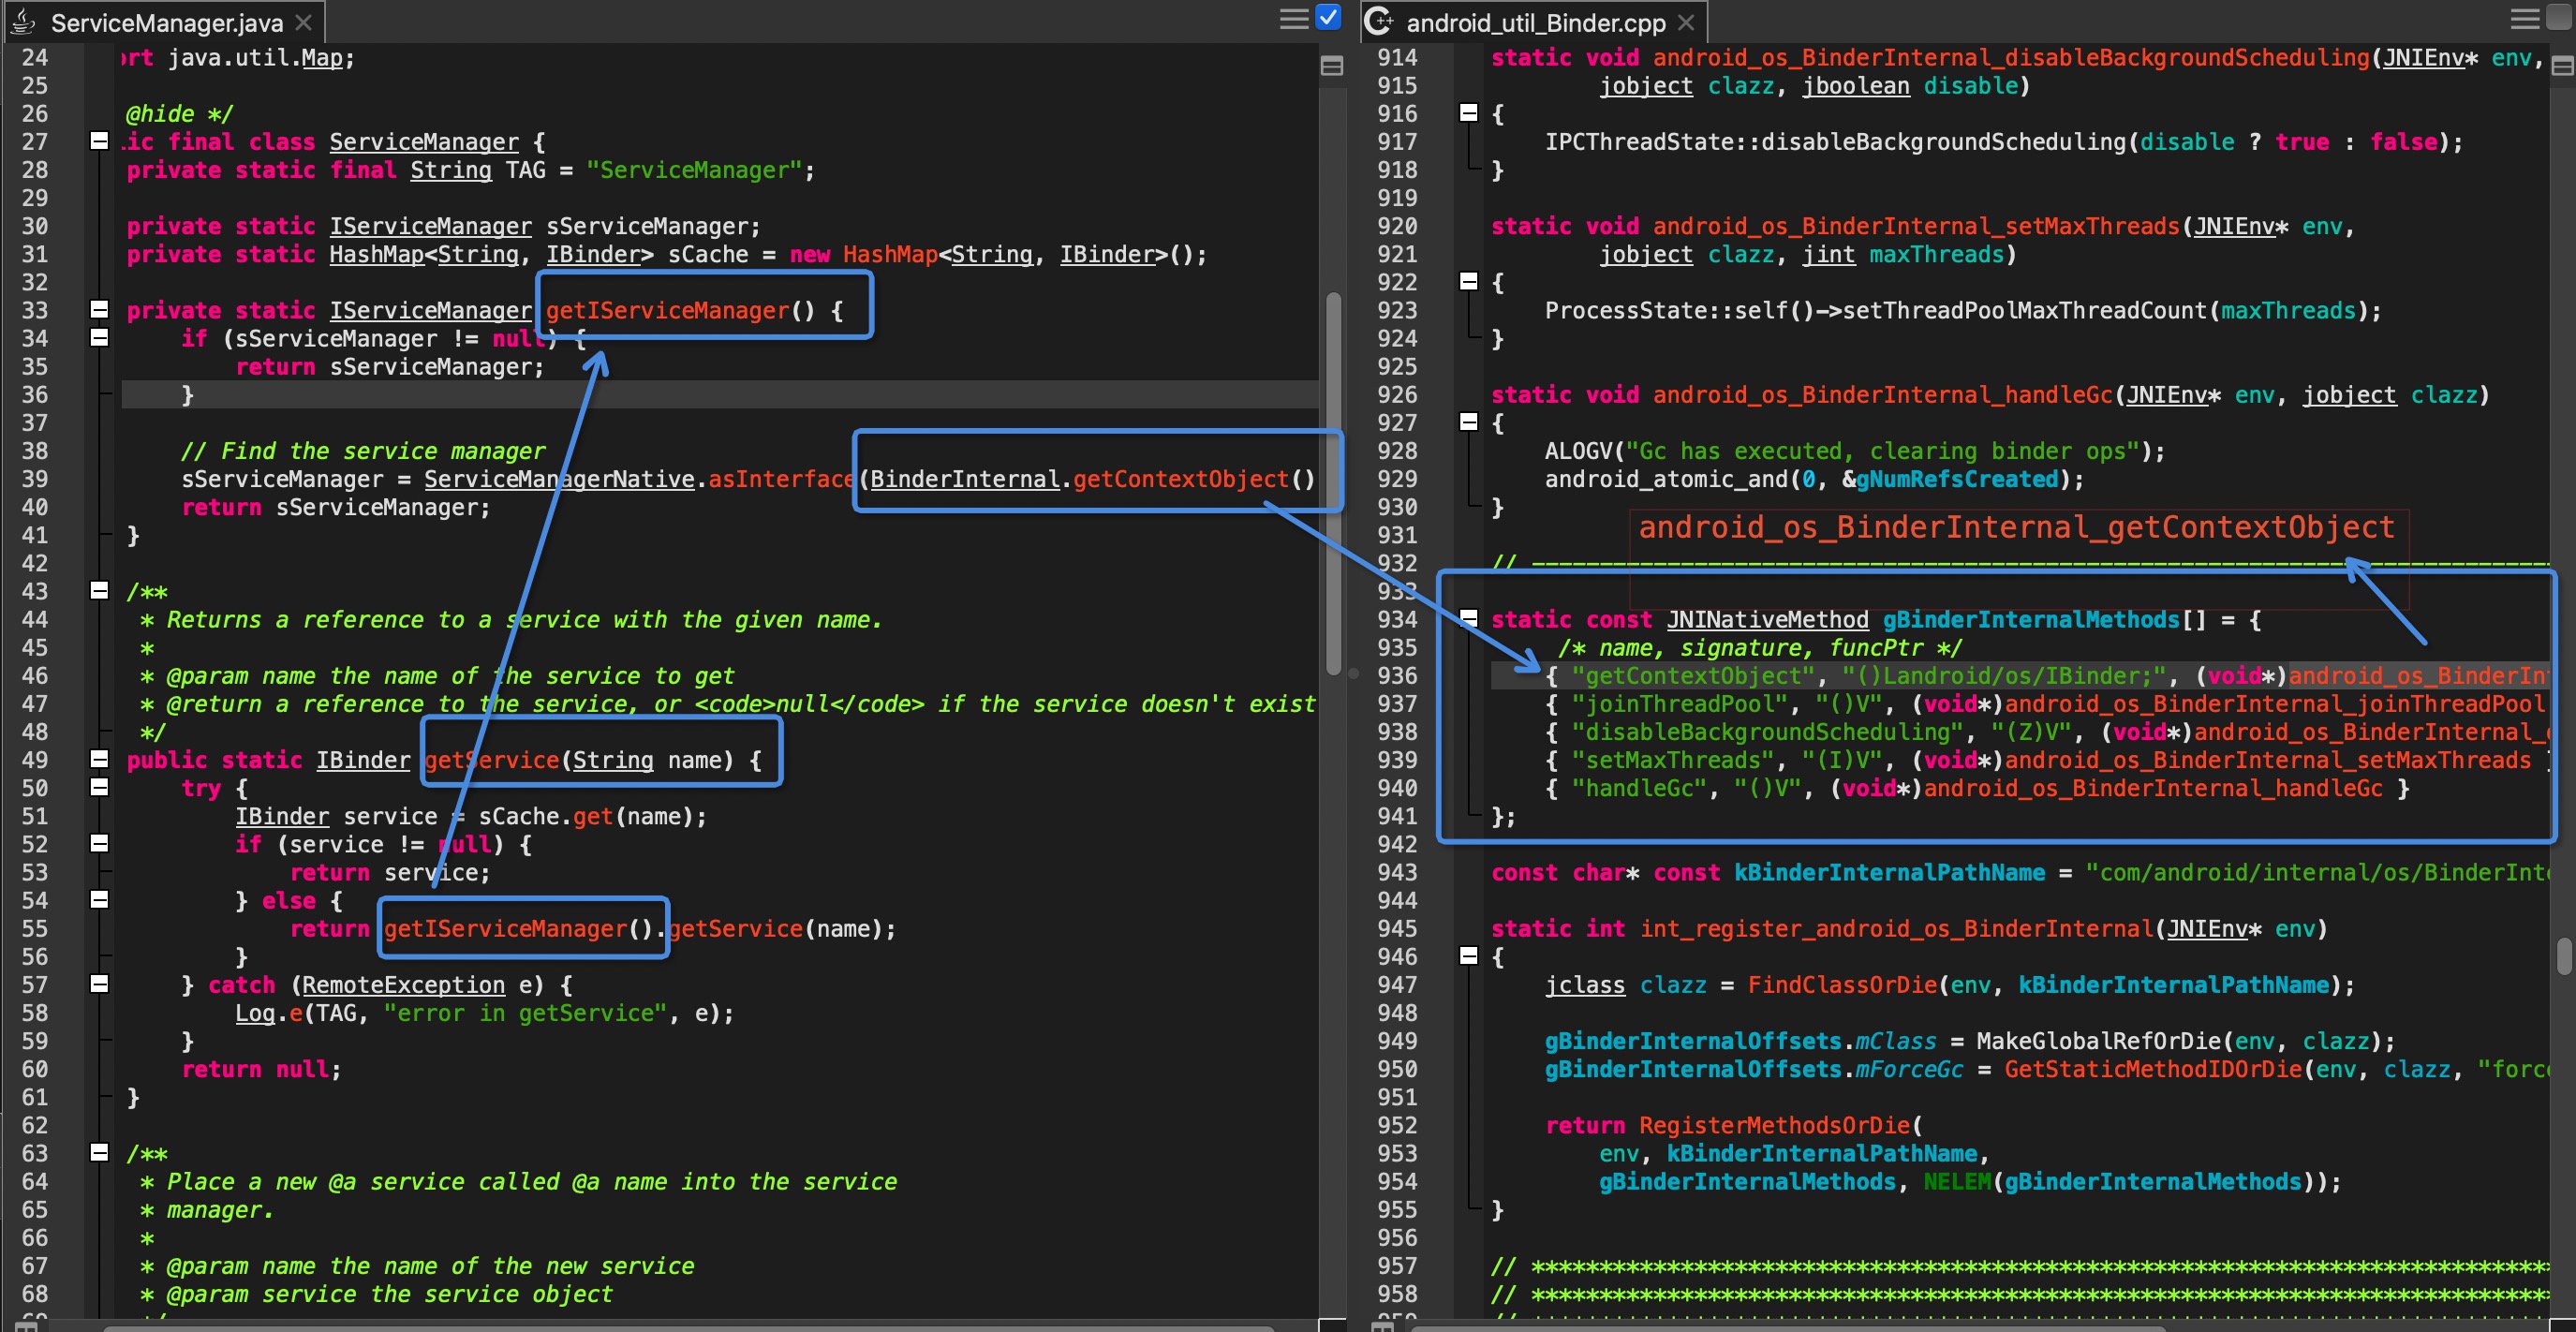 ServiceManager.java
24 ort java.util.Map;
25
26 @hide */
27 ic final class ServiceManager {
28 private static final String TAG = "ServiceManager";
29
30 private static IServiceManager sServiceManager;
31 private static HashMap<String, IBinder> sCache = new HashMap<String, IBinder>();
32
33 private static IServiceManager getIServiceManager() {
34 if (sServiceManager != null) {
35 return sServiceManager;
36 }
37
38 // Find the service manager
39 sServiceManager = ServiceManagerNative.asInterface(BinderInternal.getContextObject()
40 return sServiceManager;
41 }
42
43 /**
44 * Returns a reference to a service with the given name.
45 *
46 * @param name the name of the service to get
47 * @return a reference to the service, or <code>null</code> if the service doesn't exist
48 */
49 public static IBinder getService(String name) {
50 try {
51 IBinder service = sCache.get(name);
52 if (service != null) {
53 return service;
54 } else {
55 return getIServiceManager().getService(name);
56 }
57 } catch (RemoteException e) {
58 Log.e(TAG, "error in getService", e);
59 }
60 return null;
61 }
62
63 /**
64 * Place a new @a service called @a name into the service
65 * manager.
66 *
67 * @param name the name of the new service
68 * @param service the service object
android_util_Binder.cpp
914 static void android_os_BinderInternal_disableBackgroundScheduling(JNIEnv* env,
915 jobject clazz, jboolean disable)
916 {
917 IPCThreadState::disableBackgroundScheduling(disable ? true : false);
918 }
919
920 static void android_os_BinderInternal_setMaxThreads(JNIEnv* env,
921 jobject clazz, jint maxThreads)
922 {
923 ProcessState::self()->setThreadPoolMaxThreadCount(maxThreads);
924 }
925
926 static void android_os_BinderInternal_handleGc(JNIEnv* env, jobject clazz)
927 {
928 ALOGV("Gc has executed, clearing binder ops");
929 android_atomic_and(0, &gNumRefsCreated);
930 }
931
android_os_BinderInternal_getContextObject
932 // ----------------------------------------------------------------------------
933
934 static const JNINativeMethod gBinderInternalMethods[] = {
935 /* name, signature, funcPtr */
936 { "getContextObject", "()Landroid/os/IBinder;", (void*)android_os_BinderIn
937 { "joinThreadPool", "()V", (void*)android_os_BinderInternal_joinThreadPool
938 { "disableBackgroundScheduling", "(Z)V", (void*)android_os_BinderInternal_
939 { "setMaxThreads", "(I)V", (void*)android_os_BinderInternal_setMaxThreads }
940 { "handleGc", "()V", (void*)android_os_BinderInternal_handleGc }
941 };
942
943 const char* const kBinderInternalPathName = "com/android/internal/os/BinderInte
944
945 static int int_register_android_os_BinderInternal(JNIEnv* env)
946 {
947 jclass clazz = FindClassOrDie(env, kBinderInternalPathName);
948
949 gBinderInternalOffsets.mClass = MakeGlobalRefOrDie(env, clazz);
950 gBinderInternalOffsets.mForceGc = GetStaticMethodIDOrDie(env, clazz, "forc
951
952 return RegisterMethodsOrDie(
953 env, kBinderInternalPathName,
954 gBinderInternalMethods, NELEM(gBinderInternalMethods));
955 }
956
957 // ****************************************************************************
958 // ****************************************************************************